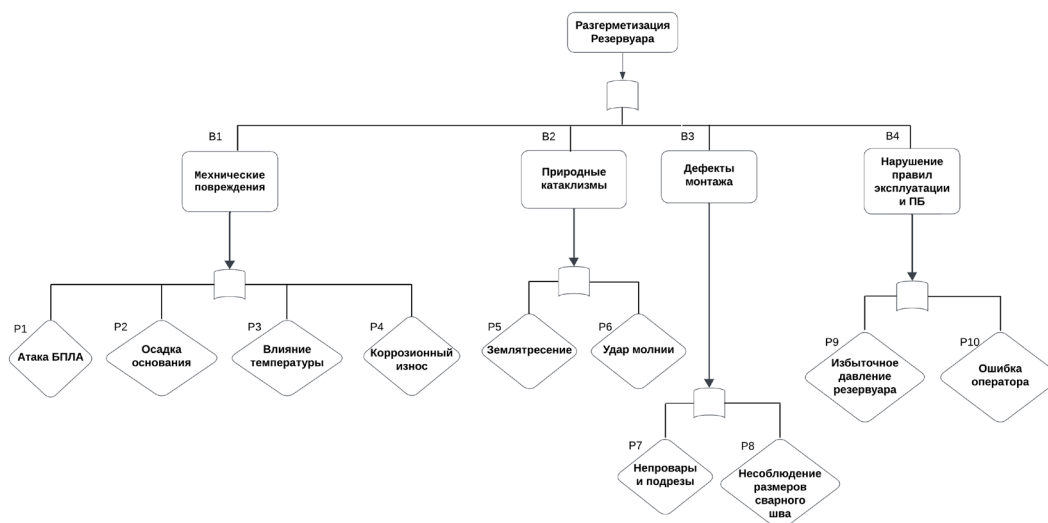 Разгерметизация
Резервуара
B1
B2
B3
B4
Мехнические
повреждения
Природные
катаклизмы
Дефекты
монтажа
Нарушение
правил
эксплуатации
и ПБ
P1
Атака БПЛА
P2
Осадка
основания
P3
Влияние
температуры
P4
Коррозионный
износ
P5
Землятресение
P6
Удар молнии
P9
Избыточное
давление
резервуара
P10
Ошибка
оператора
P7
Непровары
и подрезы
P8
Несоблюдение
размеров
сварного
шва